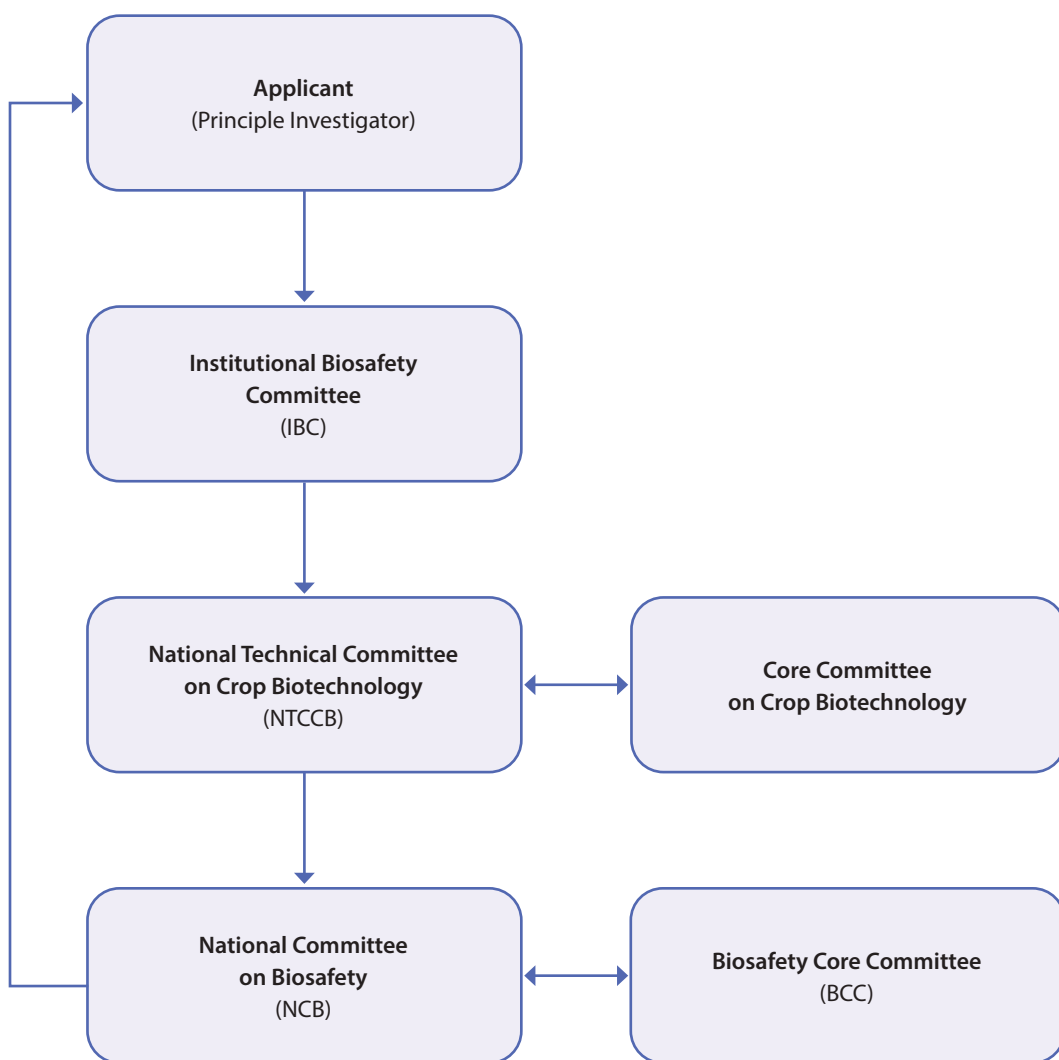 Applicant
(Principle Investigator)
Institutional Biosafety
Committee
(IBC)
National Technical Committee
on Crop Biotechnology
(NTCCB)
Core Committee
on Crop Biotechnology
National Committee
on Biosafety
(NCB)
Biosafety Core Committee
(BCC)